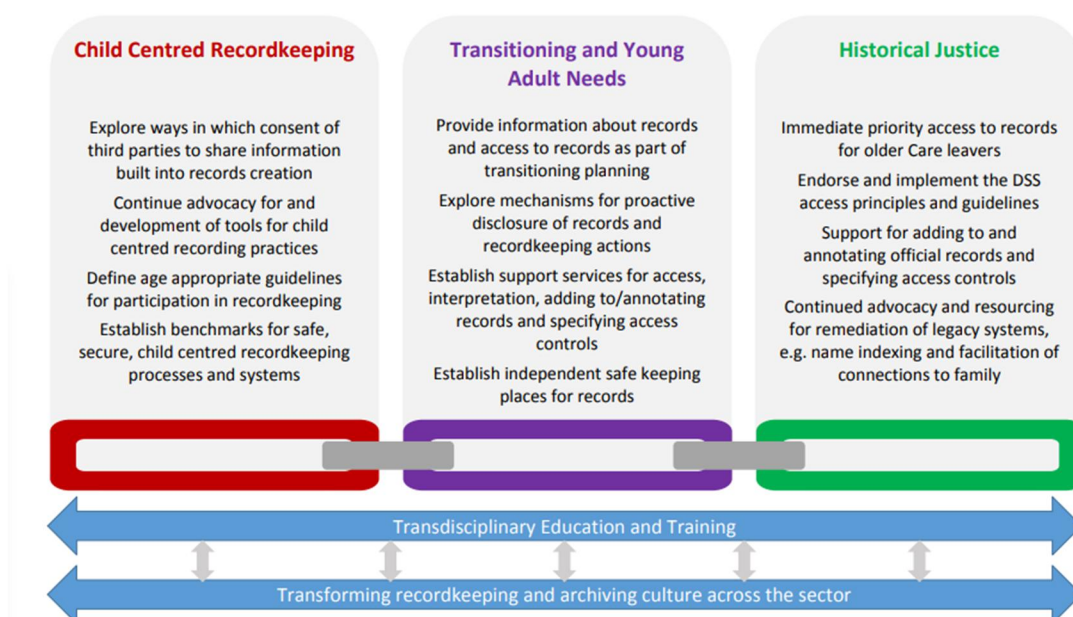 Child Centred Recordkeeping
Explore ways in which consent of
third parties to share information
built into records creation
Continue advocacy for and
development of tools for child
centred recording practices
Define age appropriate guidelines
for participation in recordkeeping
Establish benchmarks for safe,
secure, child centred recordkeeping
processes and systems
Transitioning and Young
Adult Needs
Provide information about records
and access to records as part of
transitioning planning
Explore mechanisms for proactive
disclosure of records and
recordkeeping actions
Establish support services for access,
interpretation, adding to/annotating
records and specifying access
controls
Establish independent safe keeping
places for records
Historical Justice
Immediate priority access to records
for older Care leavers
Endorse and implement the DSS
access principles and guidelines
Support for adding to and
annotating official records and
specifying access controls
Continued advocacy and resourcing
for remediation of legacy systems,
e.g. name indexing and facilitation of
connections to family
Transdisciplinary Education and Training
Transforming recordkeeping and archiving culture across the sector